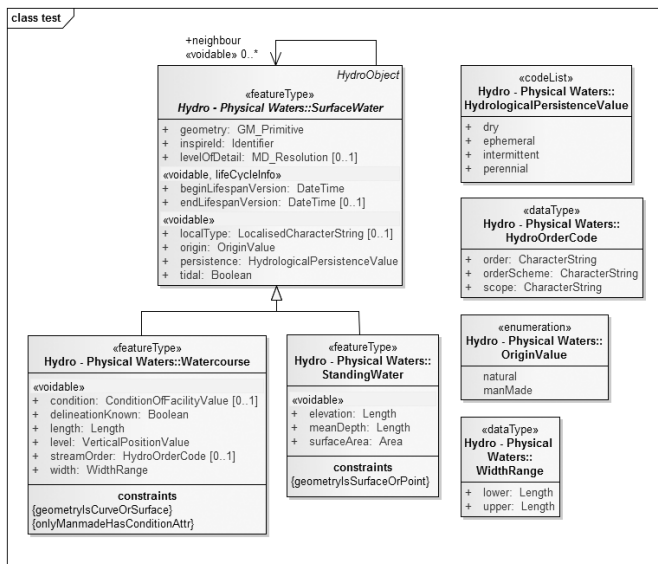 class test
+neighbour
«voidable» 0..*
HydroObject
«featureType»
Hydro - Physical Waters::SurfaceWater
+ geometry: GM_Primitive
+ inspireId: Identifier
+ levelOfDetail: MD_Resolution [0..1]
«voidable, lifeCycleInfo»
+ beginLifespanVersion: DateTime
+ endLifespanVersion: DateTime [0..1]
«voidable»
+ localType: LocalisedCharacterString [0..1]
+ origin: OriginValue
+ persistence: HydrologicalPersistenceValue
+ tidal: Boolean
«featureType»
Hydro - Physical Waters::Watercourse
«voidable»
+ condition: ConditionOfFacilityValue [0..1]
+ delineationKnown: Boolean
+ length: Length
+ level: VerticalPositionValue
+ streamOrder: HydroOrderCode [0..1]
+ width: WidthRange
constraints
{geometryIsCurveOrSurface}
{onlyManmadeHasConditionAttr}
«featureType»
Hydro - Physical Waters::
StandingWater
«voidable»
+ elevation: Length
+ meanDepth: Length
+ surfaceArea: Area
constraints
{geometryIsSurfaceOrPoint}
«codeList»
Hydro - Physical Waters::
HydrologicalPersistenceValue
+ dry
+ ephemeral
+ intermittent
+ perennial
«dataType»
Hydro - Physical Waters::
HydroOrderCode
+ order: CharacterString
+ orderScheme: CharacterString
+ scope: CharacterString
«enumeration»
Hydro - Physical Waters::
OriginValue
natural
manMade
«dataType»
Hydro - Physical
Waters::
WidthRange
+ lower: Length
+ upper: Length